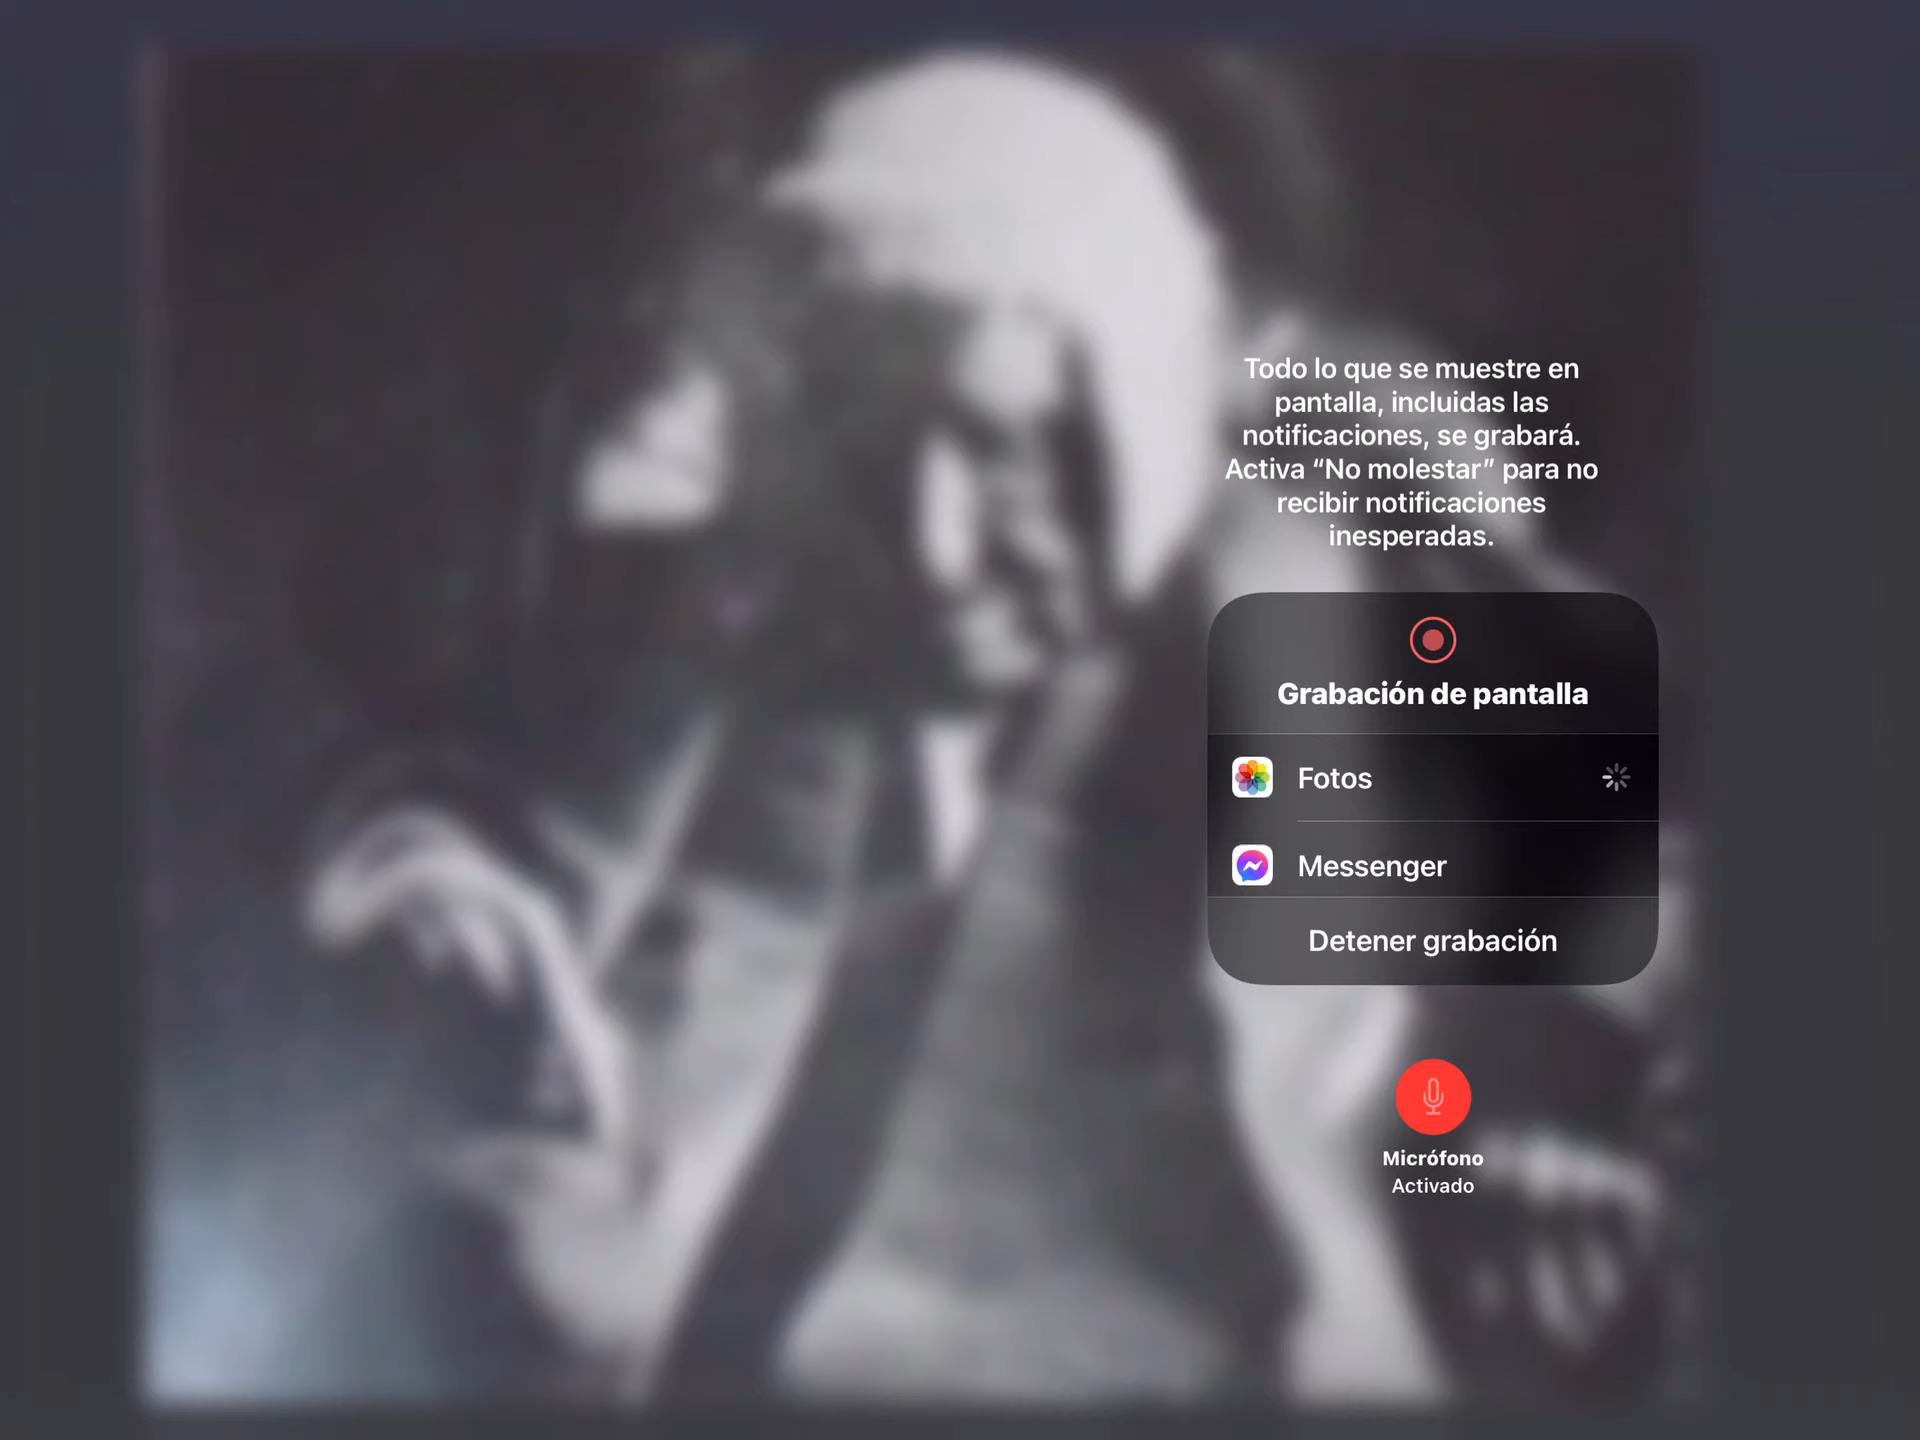 Todo lo que se muestre en
pantalla, incluidas las
notificaciones, se grabará.
Activa “No molestar” para no
recibir notificaciones
inesperadas.
Grabación de pantalla
Fotos
Messenger
Detener grabación
Micrófono
Activado